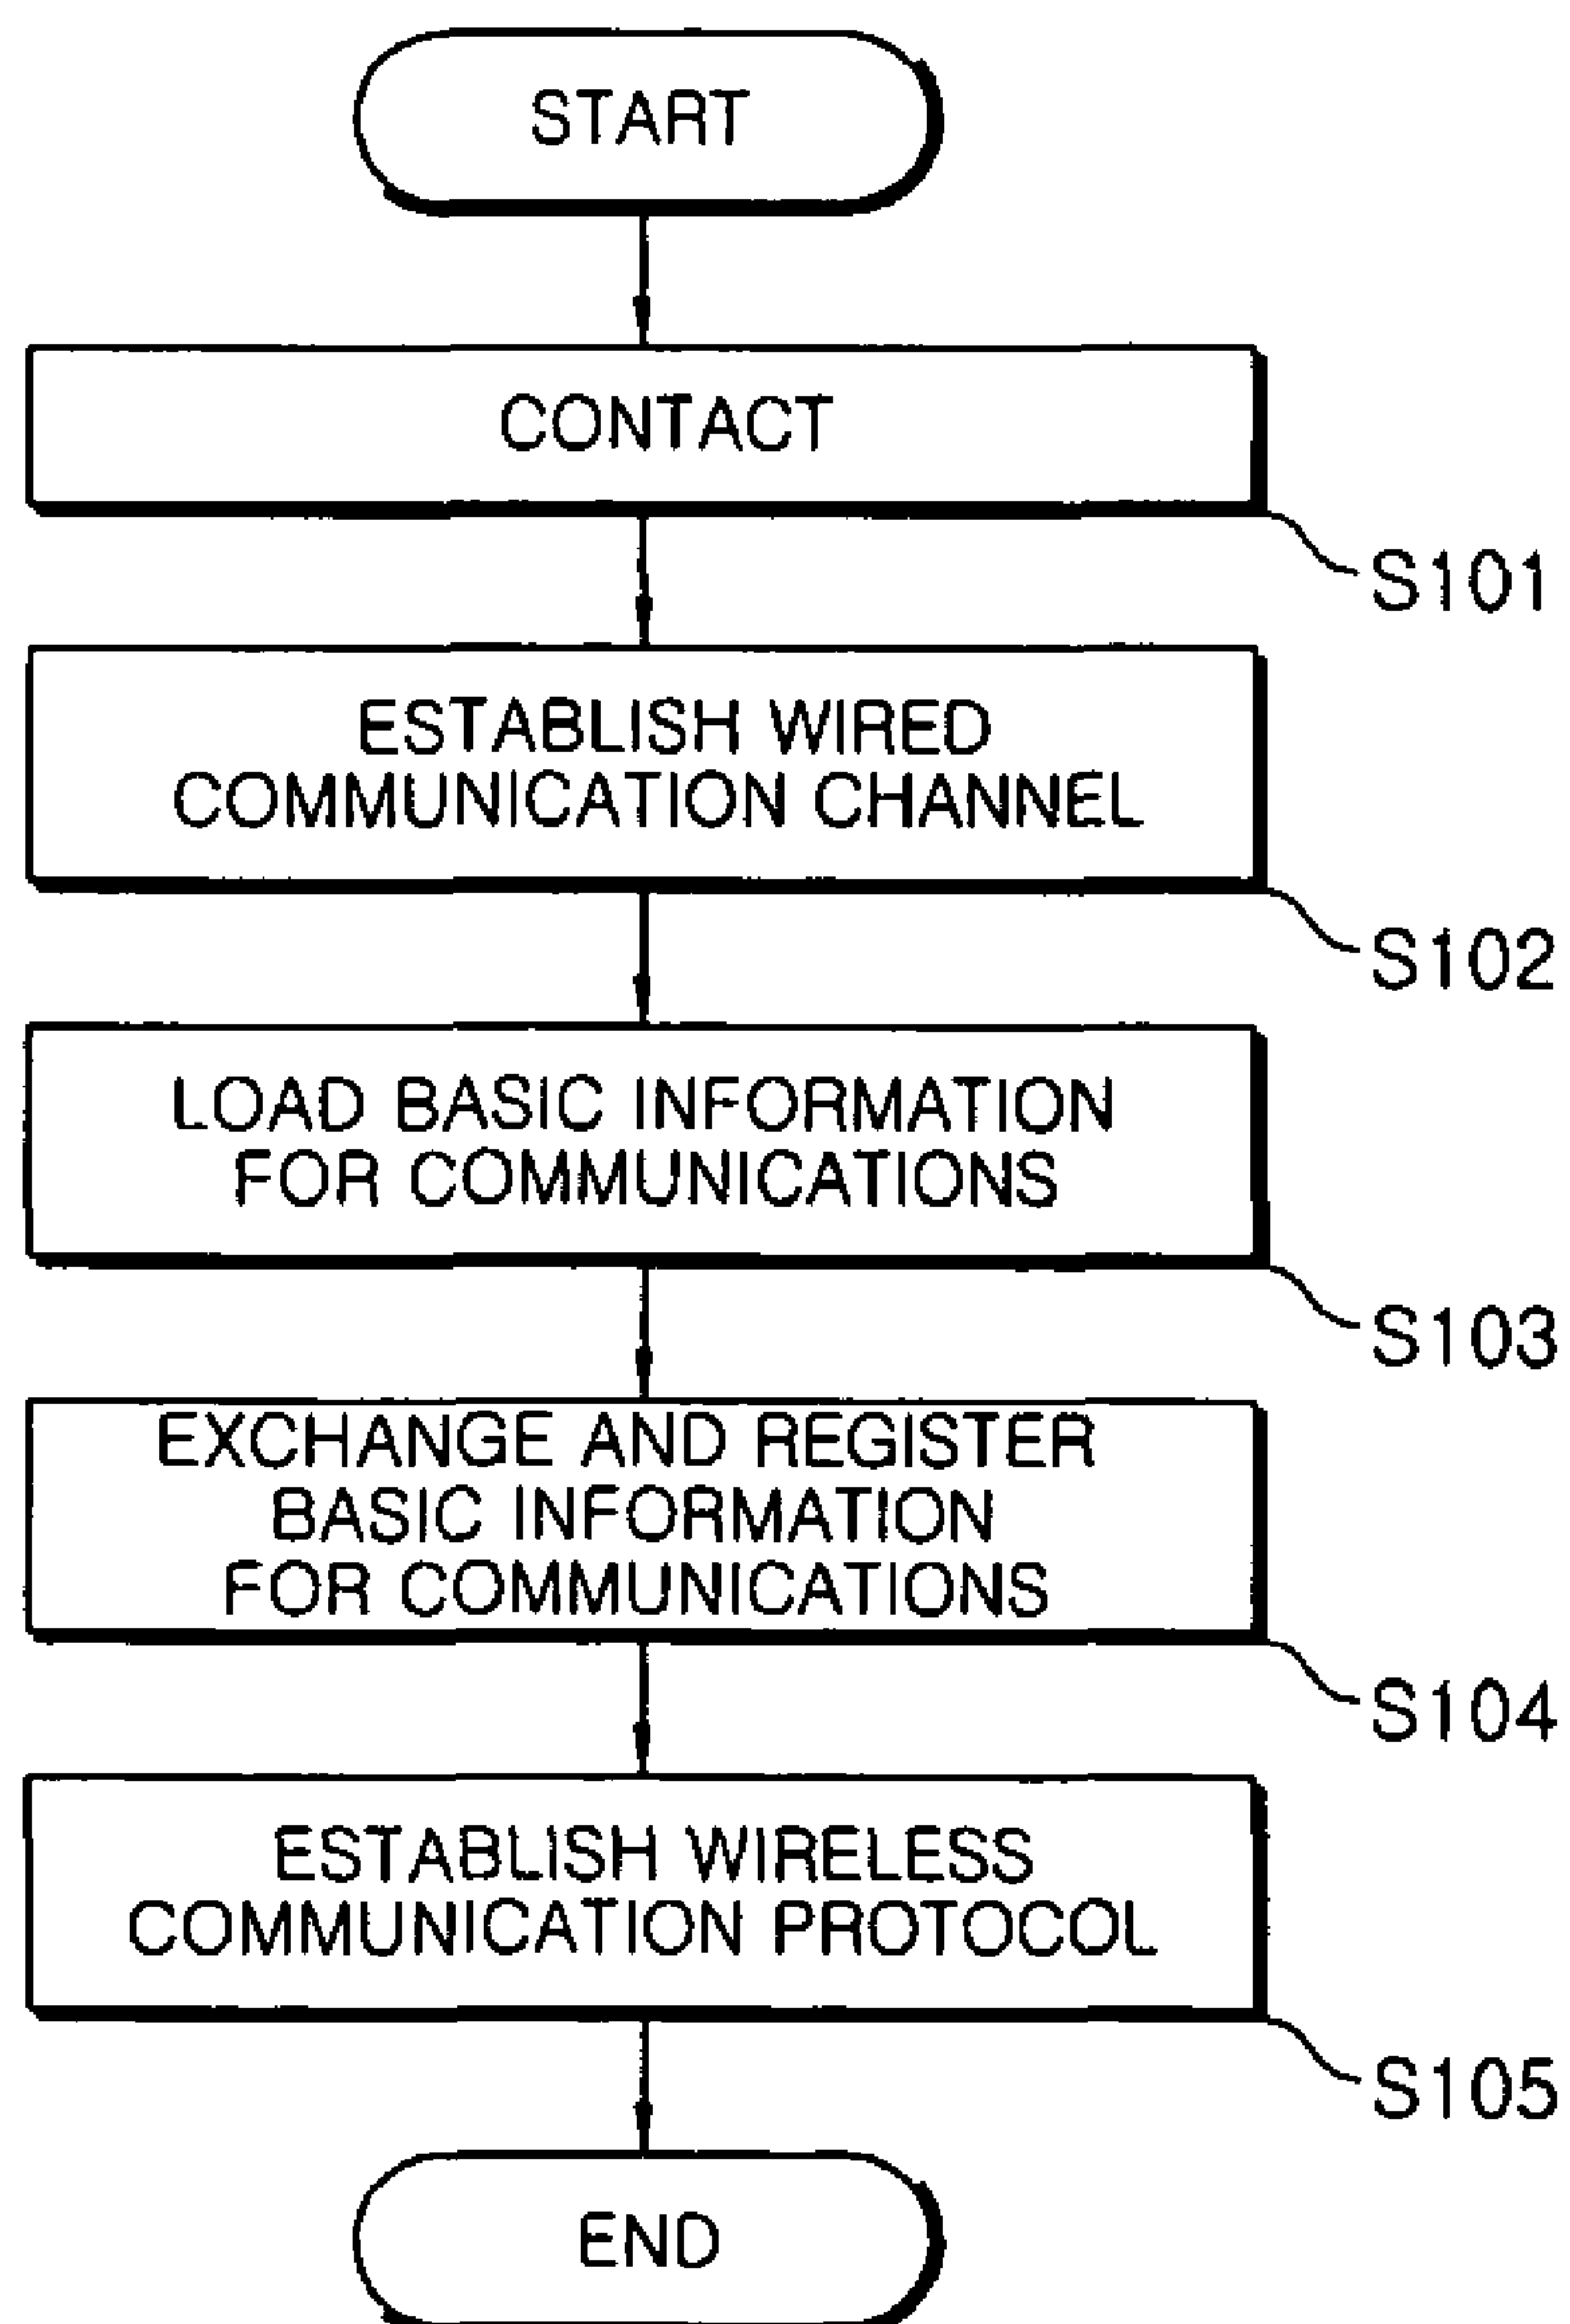 START
CONTACT
S101
ESTABLISH WIRED
COMMUNICATION CHANNEL
S102
LOAD BASIC INFORMATION
FOR COMMUNICATIONS
S103
EXCHANGE AND REGISTER
BASIC INFORMATION
FOR COMMUNICATIONS
S104
ESTABLISH WIRELESS
COMMUNICATION PROTOCOL
S105
END